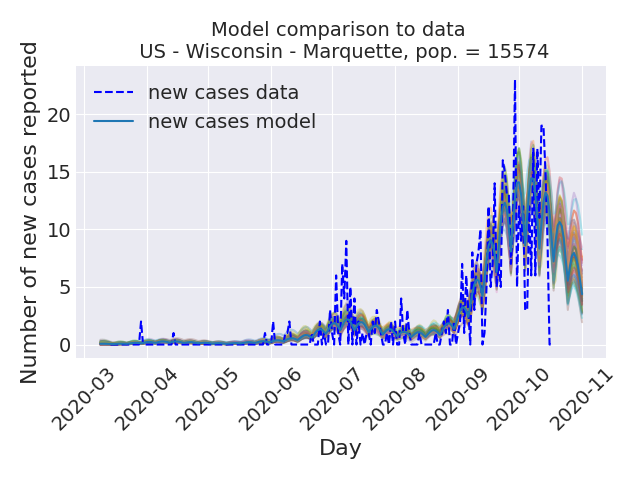 Model comparison to data
US - Wisconsin - Marquette, pop. = 15574
Number of new cases reported
new cases data
new cases model
20
15
10
5
0
2020-03
2020-04
2020-05
2020-06
2020-07
2020-08
2020-09
2020-10
2020-11
Day